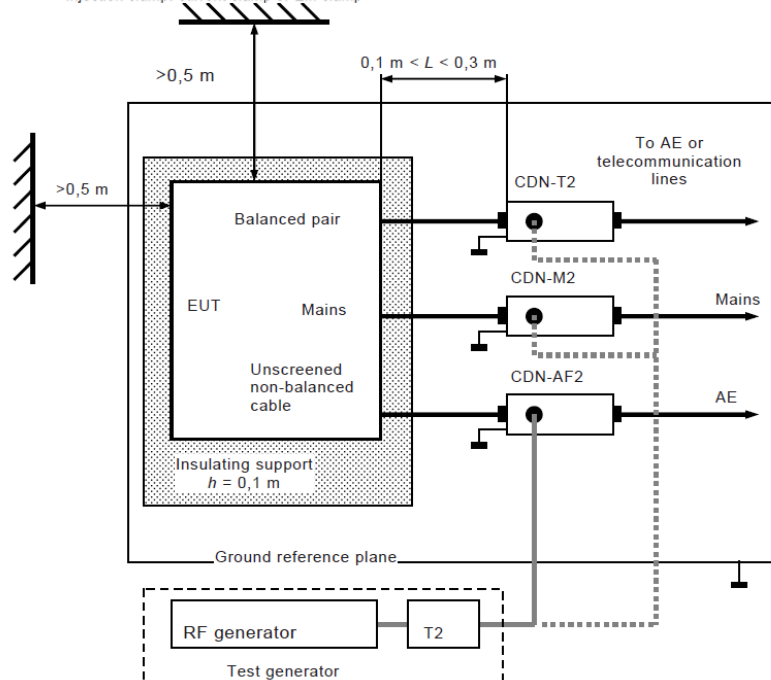 >0,5 m
0,1 m < L < 0,3 m
To AE or
telecommunication
lines
CDN-T2
>0,5 m
Balanced pair
CDN-M2
Mains
EUT
Mains
Unscreened
non-balanced
cable
CDN-AF2
AE
Insulating support
h = 0,1 m
Ground reference plane
RF generator
T2
Test generator